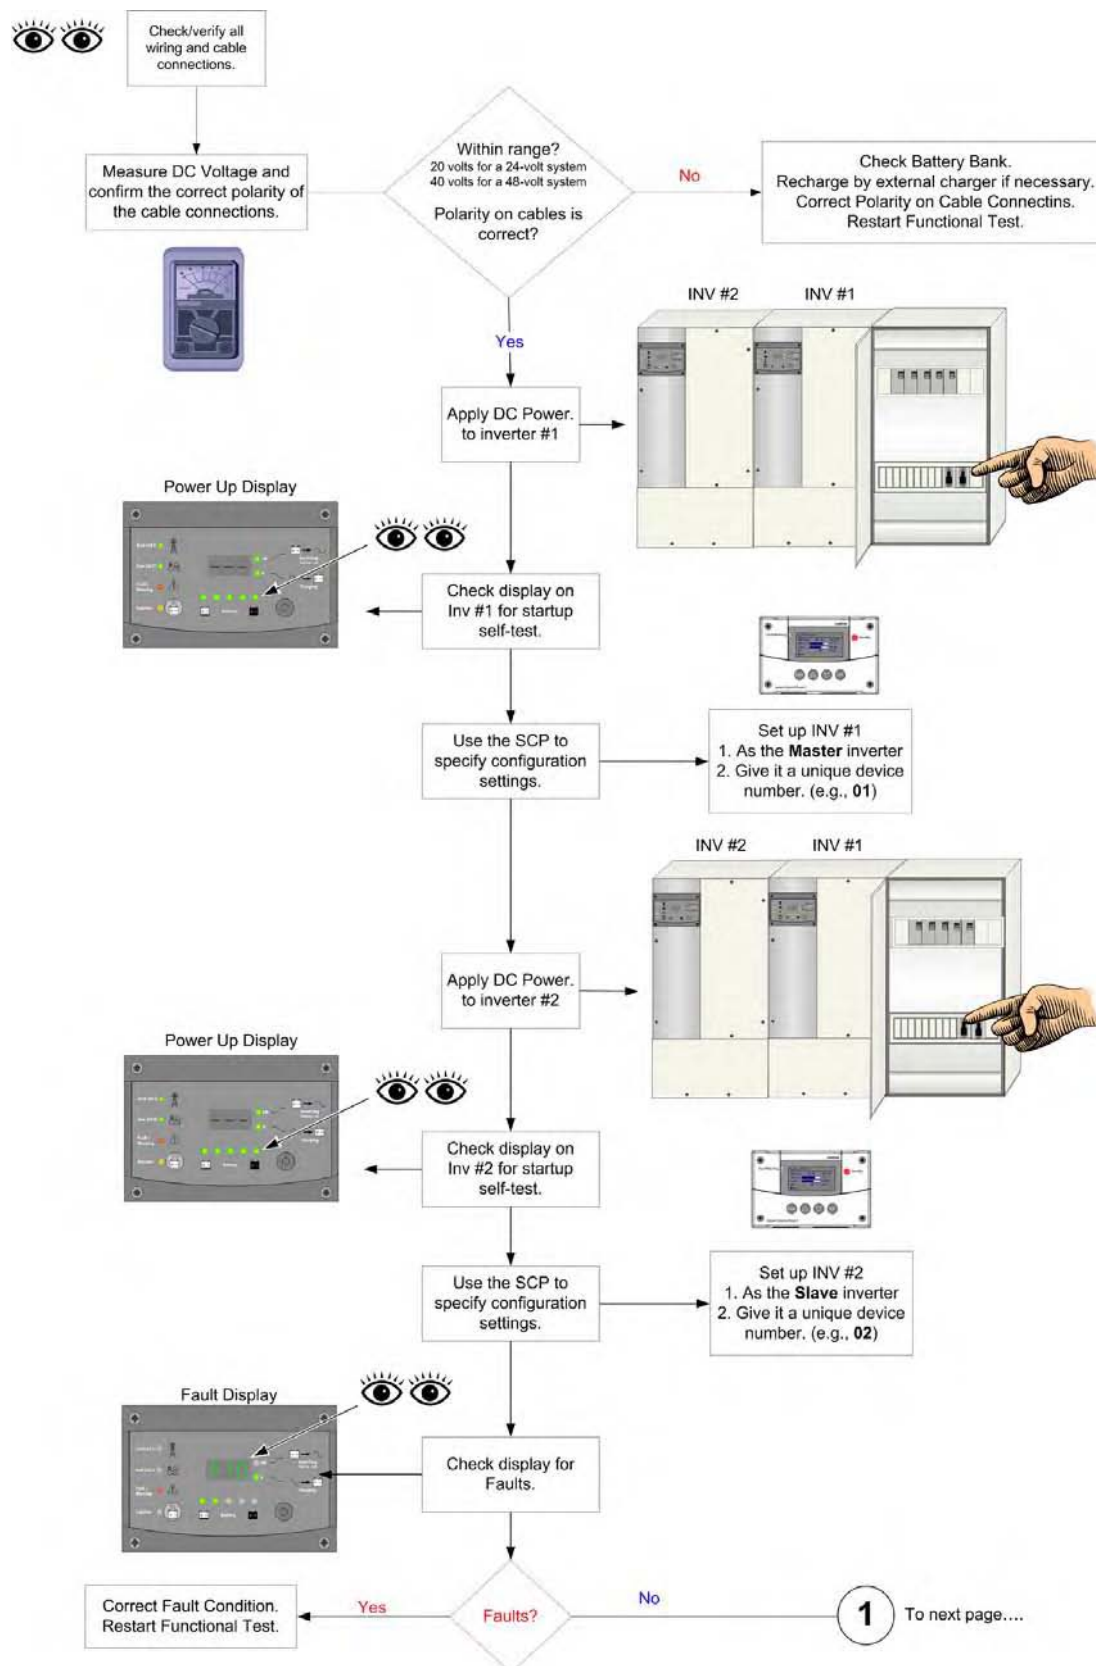 Check/verify all
wiring and cable
connections.
Measure DC Voltage and
confirm the correct polarity of
the cable connections.
Within range?
20 volts for a 24-volt system
40 volts for a 48-volt system
Polarity on cables is
correct?
No
Check Battery Bank.
Recharge by external charger if necessary.
Correct Polarity on Cable Connectins.
Restart Functional Test.
Yes
INV #2
INV #1
Apply DC Power.
to inverter #1
Power Up Display
Check display on
Inv #1 for startup
self-test.
Use the SCP to
specify configuration
settings.
Set up INV #1
1. As the Master inverter
2. Give it a unique device
number. (e.g., 01)
INV #2
INV #1
Apply DC Power.
to inverter #2
Power Up Display
Check display on
Inv #2 for startup
self-test.
Use the SCP to
specify configuration
settings.
Set up INV #2
1. As the Slave inverter
2. Give it a unique device
number. (e.g., 02)
Fault Display
Check display for
Faults.
Correct Fault Condition.
Restart Functional Test.
Yes
Faults?
No
1
To next page....